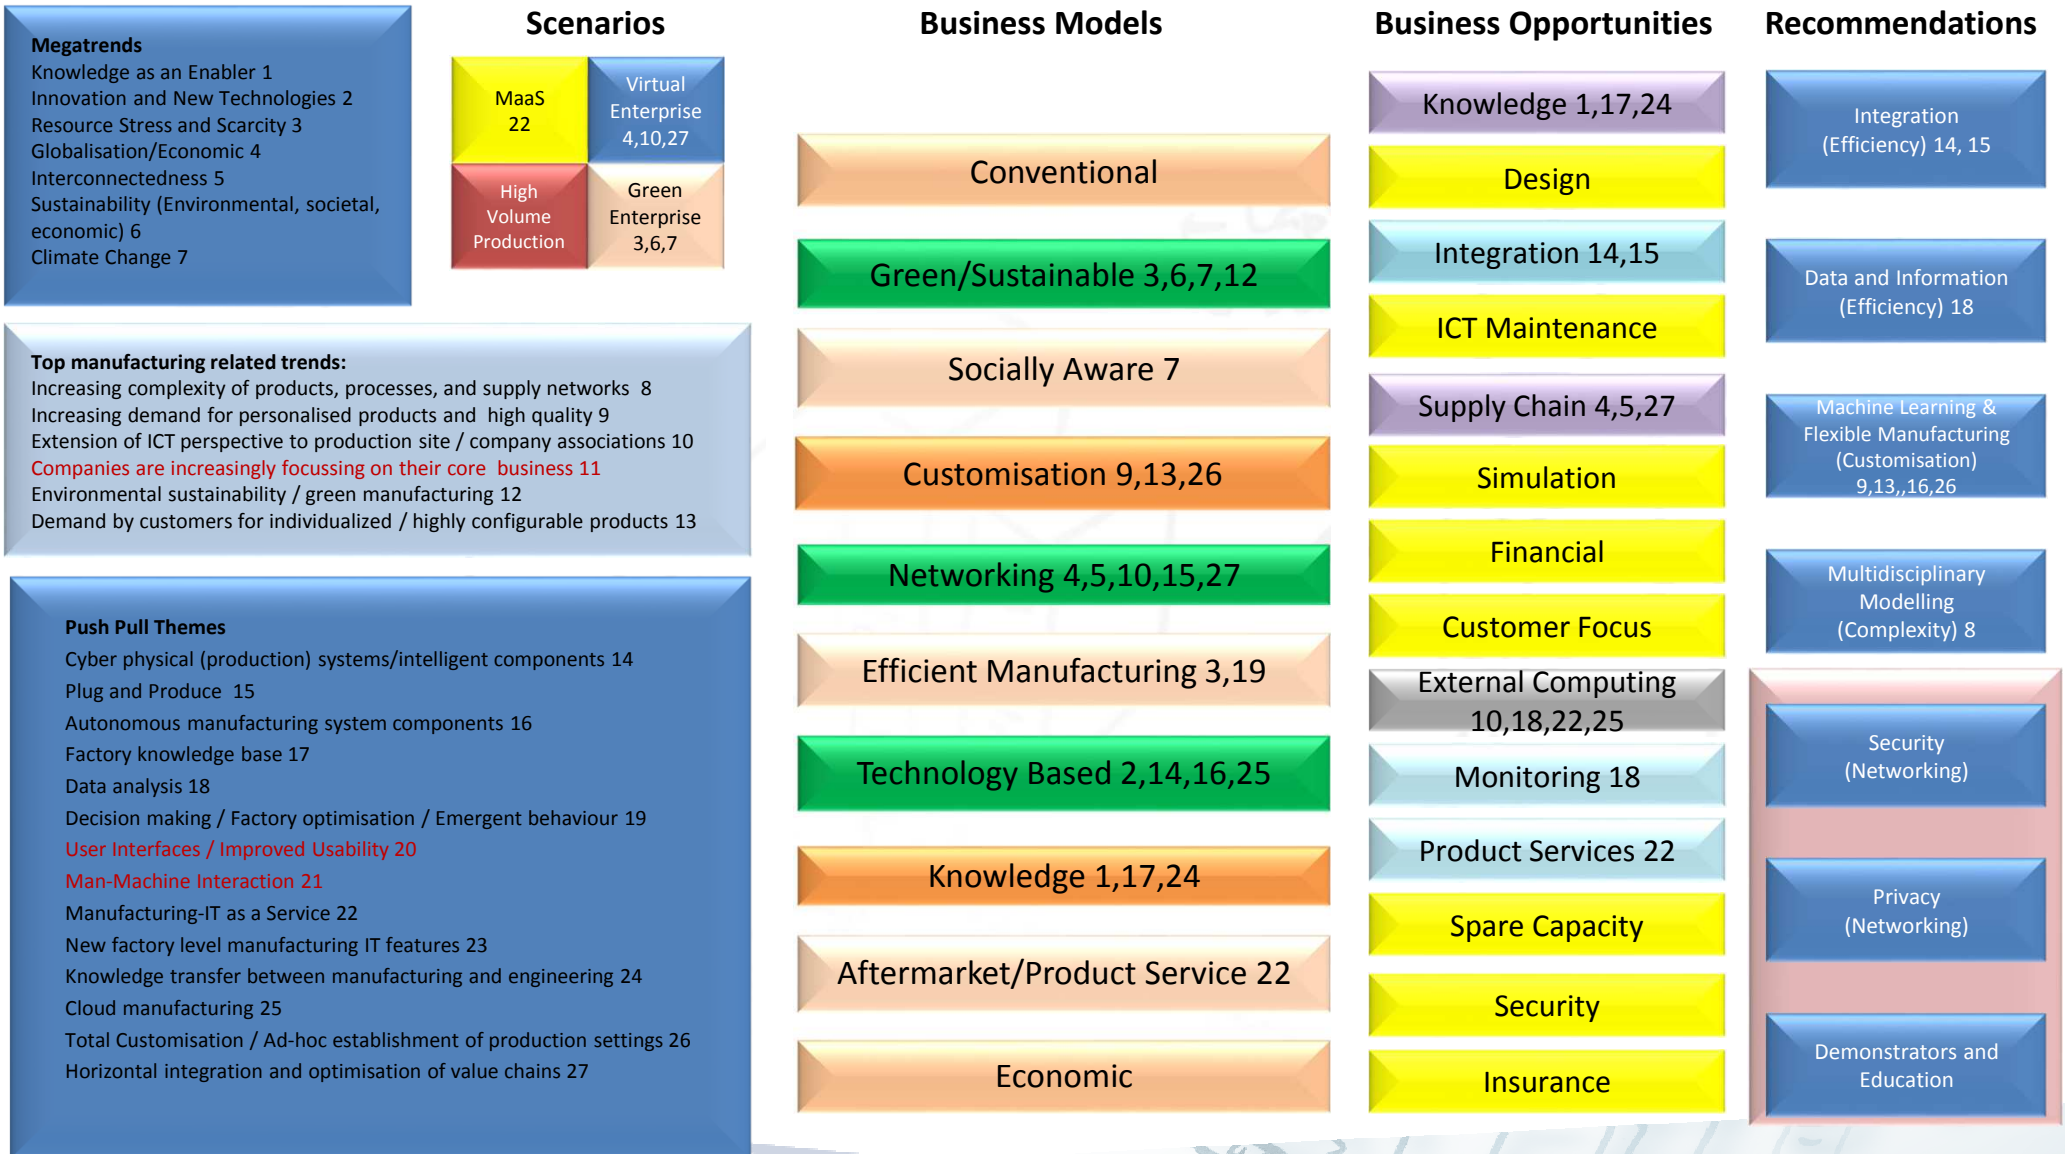 Megatrends
Knowledge as an Enabler 1
Innovation and New Technologies 2
Resource Stress and Scarcity 3
Globalisation/Economic 4
Interconnectedness 5
Sustainability (Environmental, societal,
economic) 6
Climate Change 7
Top manufacturing related trends:
Increasing complexity of products, processes, and supply networks 8
Increasing demand for personalised products and high quality 9
Extension of ICT perspective to production site / company associations 10
Companies are increasingly focussing on their core business 11
Environmental sustainability / green manufacturing 12
Demand by customers for individualized / highly configurable products 13
Push Pull Themes
Cyber physical (production) systems/intelligent components 14
Plug and Produce 15
Autonomous manufacturing system components 16
Factory knowledge base 17
Data analysis 18
Decision making / Factory optimisation / Emergent behaviour 19
User Interfaces / Improved Usability 20
Man-Machine Interaction 21
Manufacturing-IT as a Service 22
New factory level manufacturing IT features 23
Knowledge transfer between manufacturing and engineering 24
Cloud manufacturing 25
Total Customisation / Ad-hoc establishment of production settings 26
Horizontal integration and optimisation of value chains 27
Scenarios
MaaS
22
Virtual
Enterprise
4,10,27
High
Volume
Production
Green
Enterprise
3,6,7
Business Models
Conventional
Green/Sustainable 3,6,7,12
Socially Aware 7
Customisation 9,13,26
Networking 4,5,10,15,27
Efficient Manufacturing 3,19
Technology Based 2,14,16,25
Knowledge 1,17,24
Aftermarket/Product Service 22
Economic
Business Opportunities
Knowledge 1,17,24
Design
Integration 14,15
ICT Maintenance
Supply Chain 4,5,27
Simulation
Financial
Customer Focus
External Computing
10,18,22,25
Monitoring 18
Product Services 22
Spare Capacity
Security
Insurance
Recommendations
Integration
(Efficiency) 14, 15
Data and Information
(Efficiency) 18
Machine Learning &
Flexible Manufacturing
(Customisation)
9,13,,16,26
Multidisciplinary
Modelling
(Complexity) 8
Security
(Networking)
Privacy
(Networking)
Demonstrators and
Education